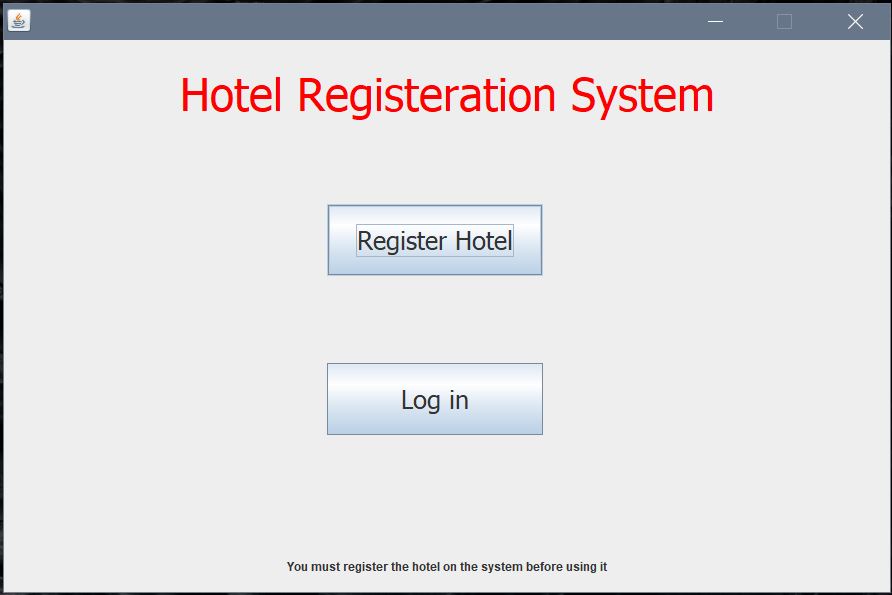 Hotel Registeration System
Register Hotel
Log in
You must register the hotel on the system before using it